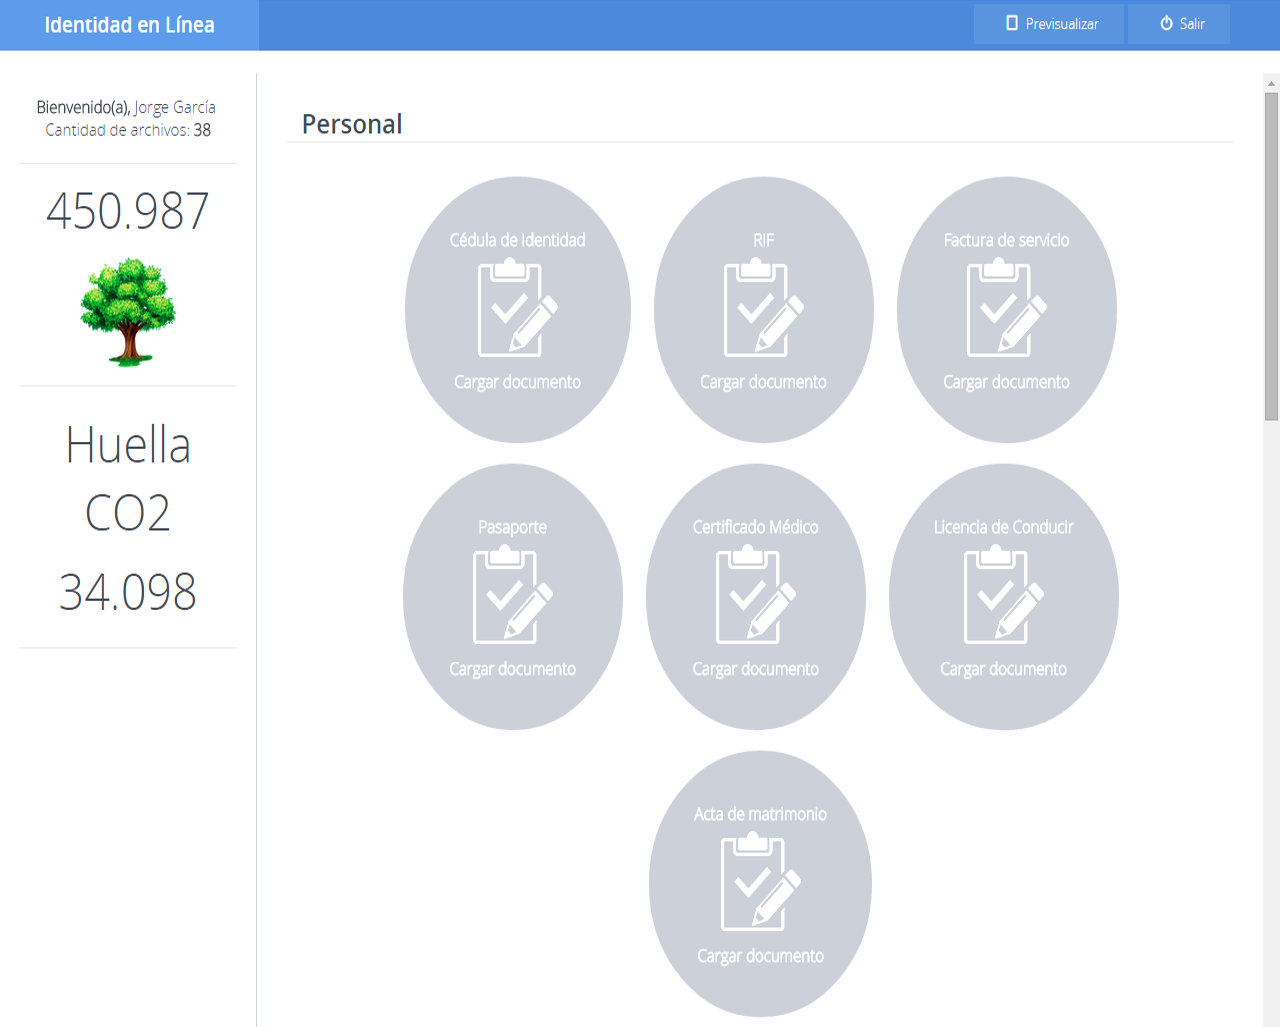 Identidad en Línea
Previsualizar
Salir
Bienvenido(a), Jorge García
Cantidad de archivos: 38
450.987
Huella
CO2
34.098
Personal
Cédula de Identidad
Cargar documento
RIF
Cargar documento
Factura de servicio
Cargar documento
Pasaporte
Cargar documento
Certificado Médico
Cargar documento
Licencia de Conducir
Cargar documento
Acta de matrimonio
Cargar documento